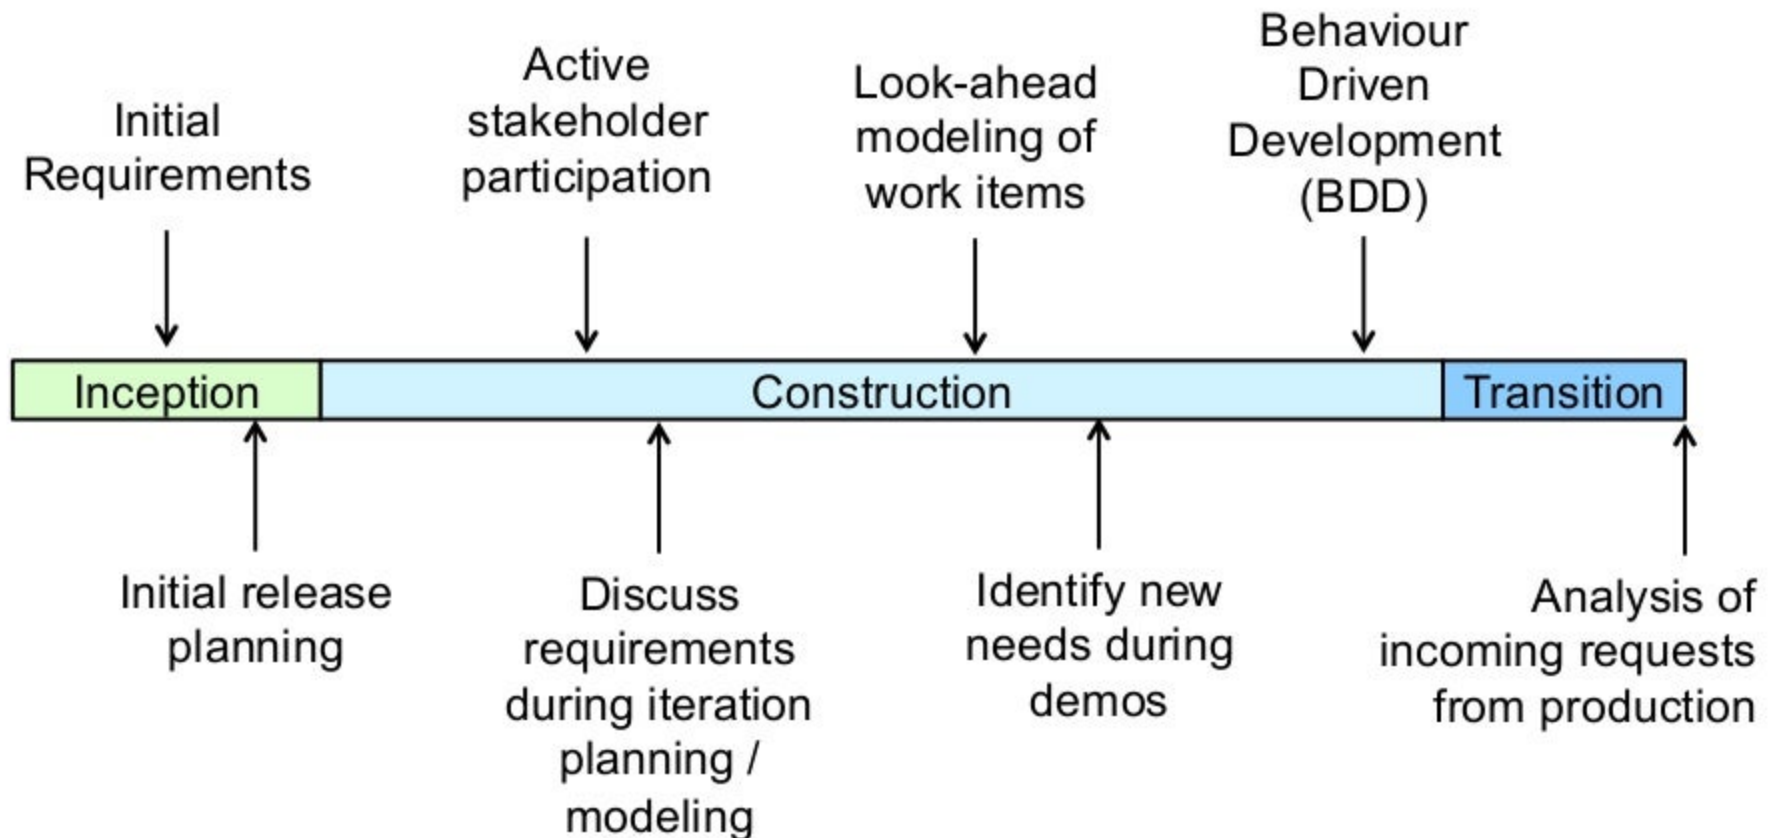 Initial
Requirements
Active
stakeholder
participation
Look-ahead
modeling of
work items
Behaviour
Driven
Development
(BDD)
Inception
Construction
Transition
Initial release
planning
Discuss
requirements
during iteration
planning /
modeling
Identify new
needs during
demos
Analysis of
incoming requests
from production